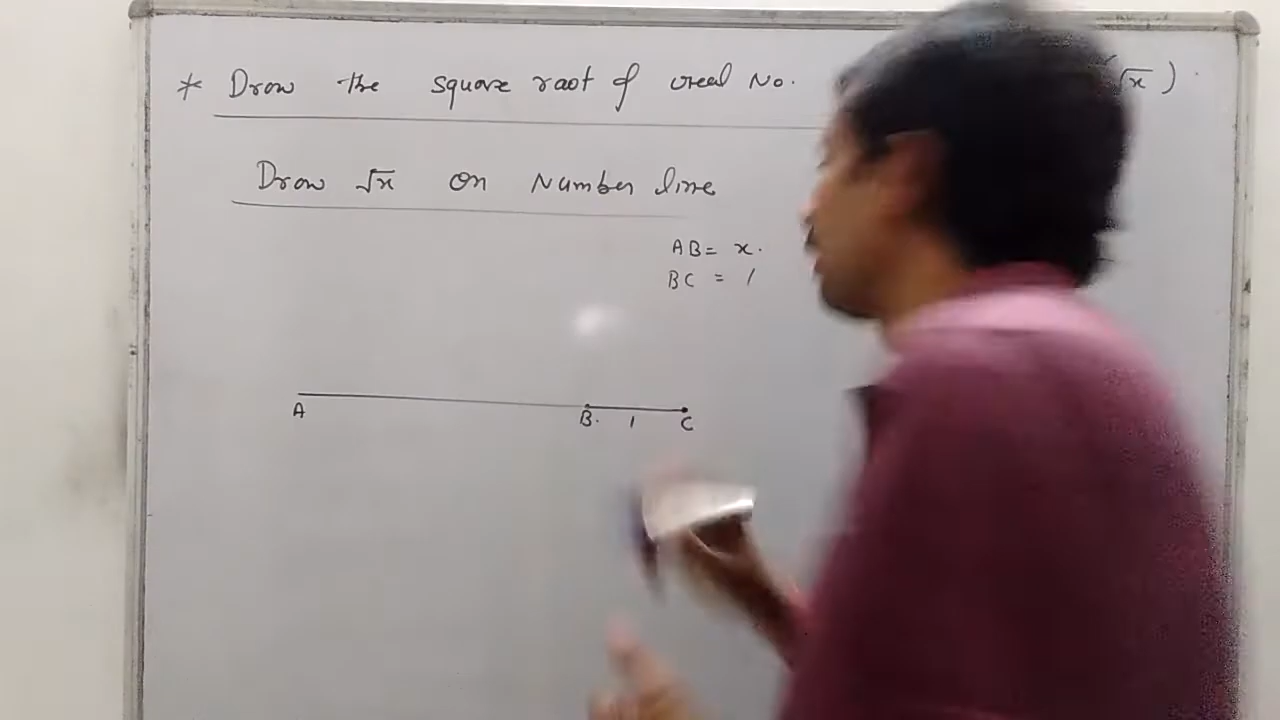 * Draw the square root of real No. √x)
Draw √x on Number line
AB = x.
BC = 1
A B. 1 C